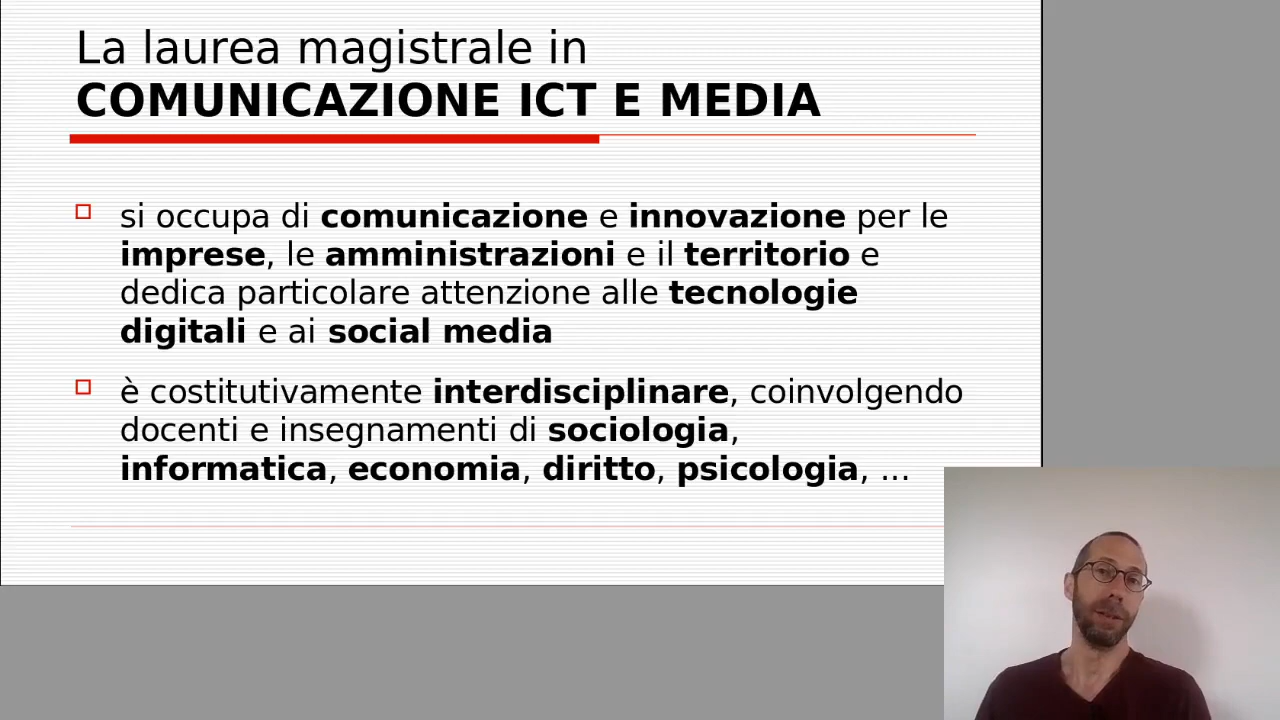 La laurea magistrale in
COMUNICAZIONE ICT E MEDIA
si occupa di comunicazione e innovazione per le
imprese, le amministrazioni e il territorio e
dedica particolare attenzione alle tecnologie
digitali e ai social media
è costitutivamente interdisciplinare, coinvolgendo
docenti e insegnamenti di sociologia,
informatica, economia, diritto, psicologia, ...